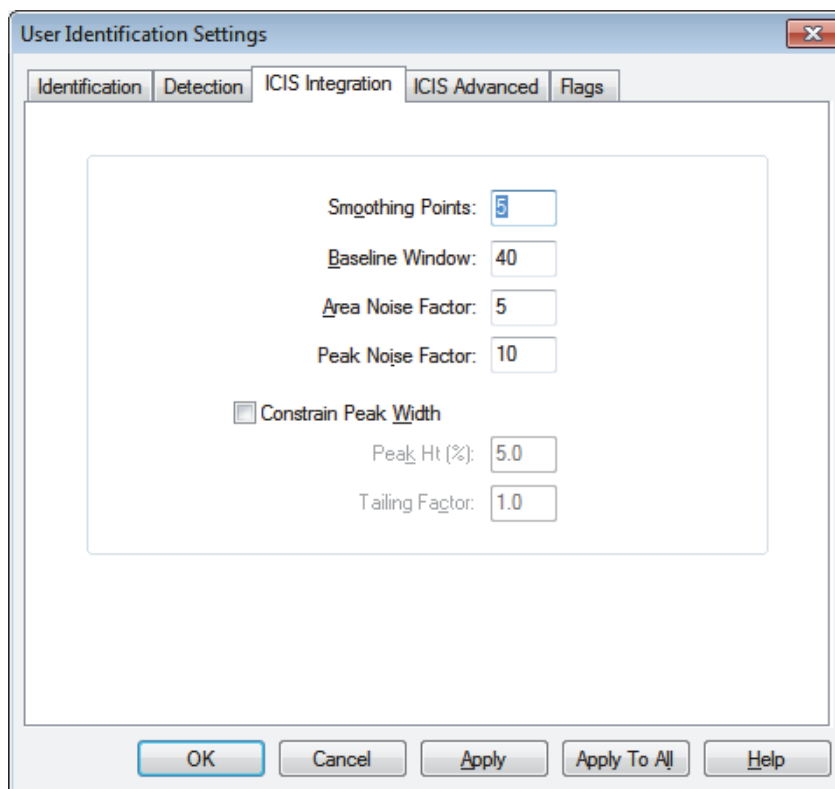 User Identification Settings
Identification Detection ICIS Integration ICIS Advanced Flags
Smoothing Points: 5
Baseline Window: 40
Area Noise Factor: 5
Peak Noise Factor: 10
Constrain Peak Width
Peak Ht (%): 5.0
Tailing Factor: 1.0
OK Cancel Apply Apply To All Help